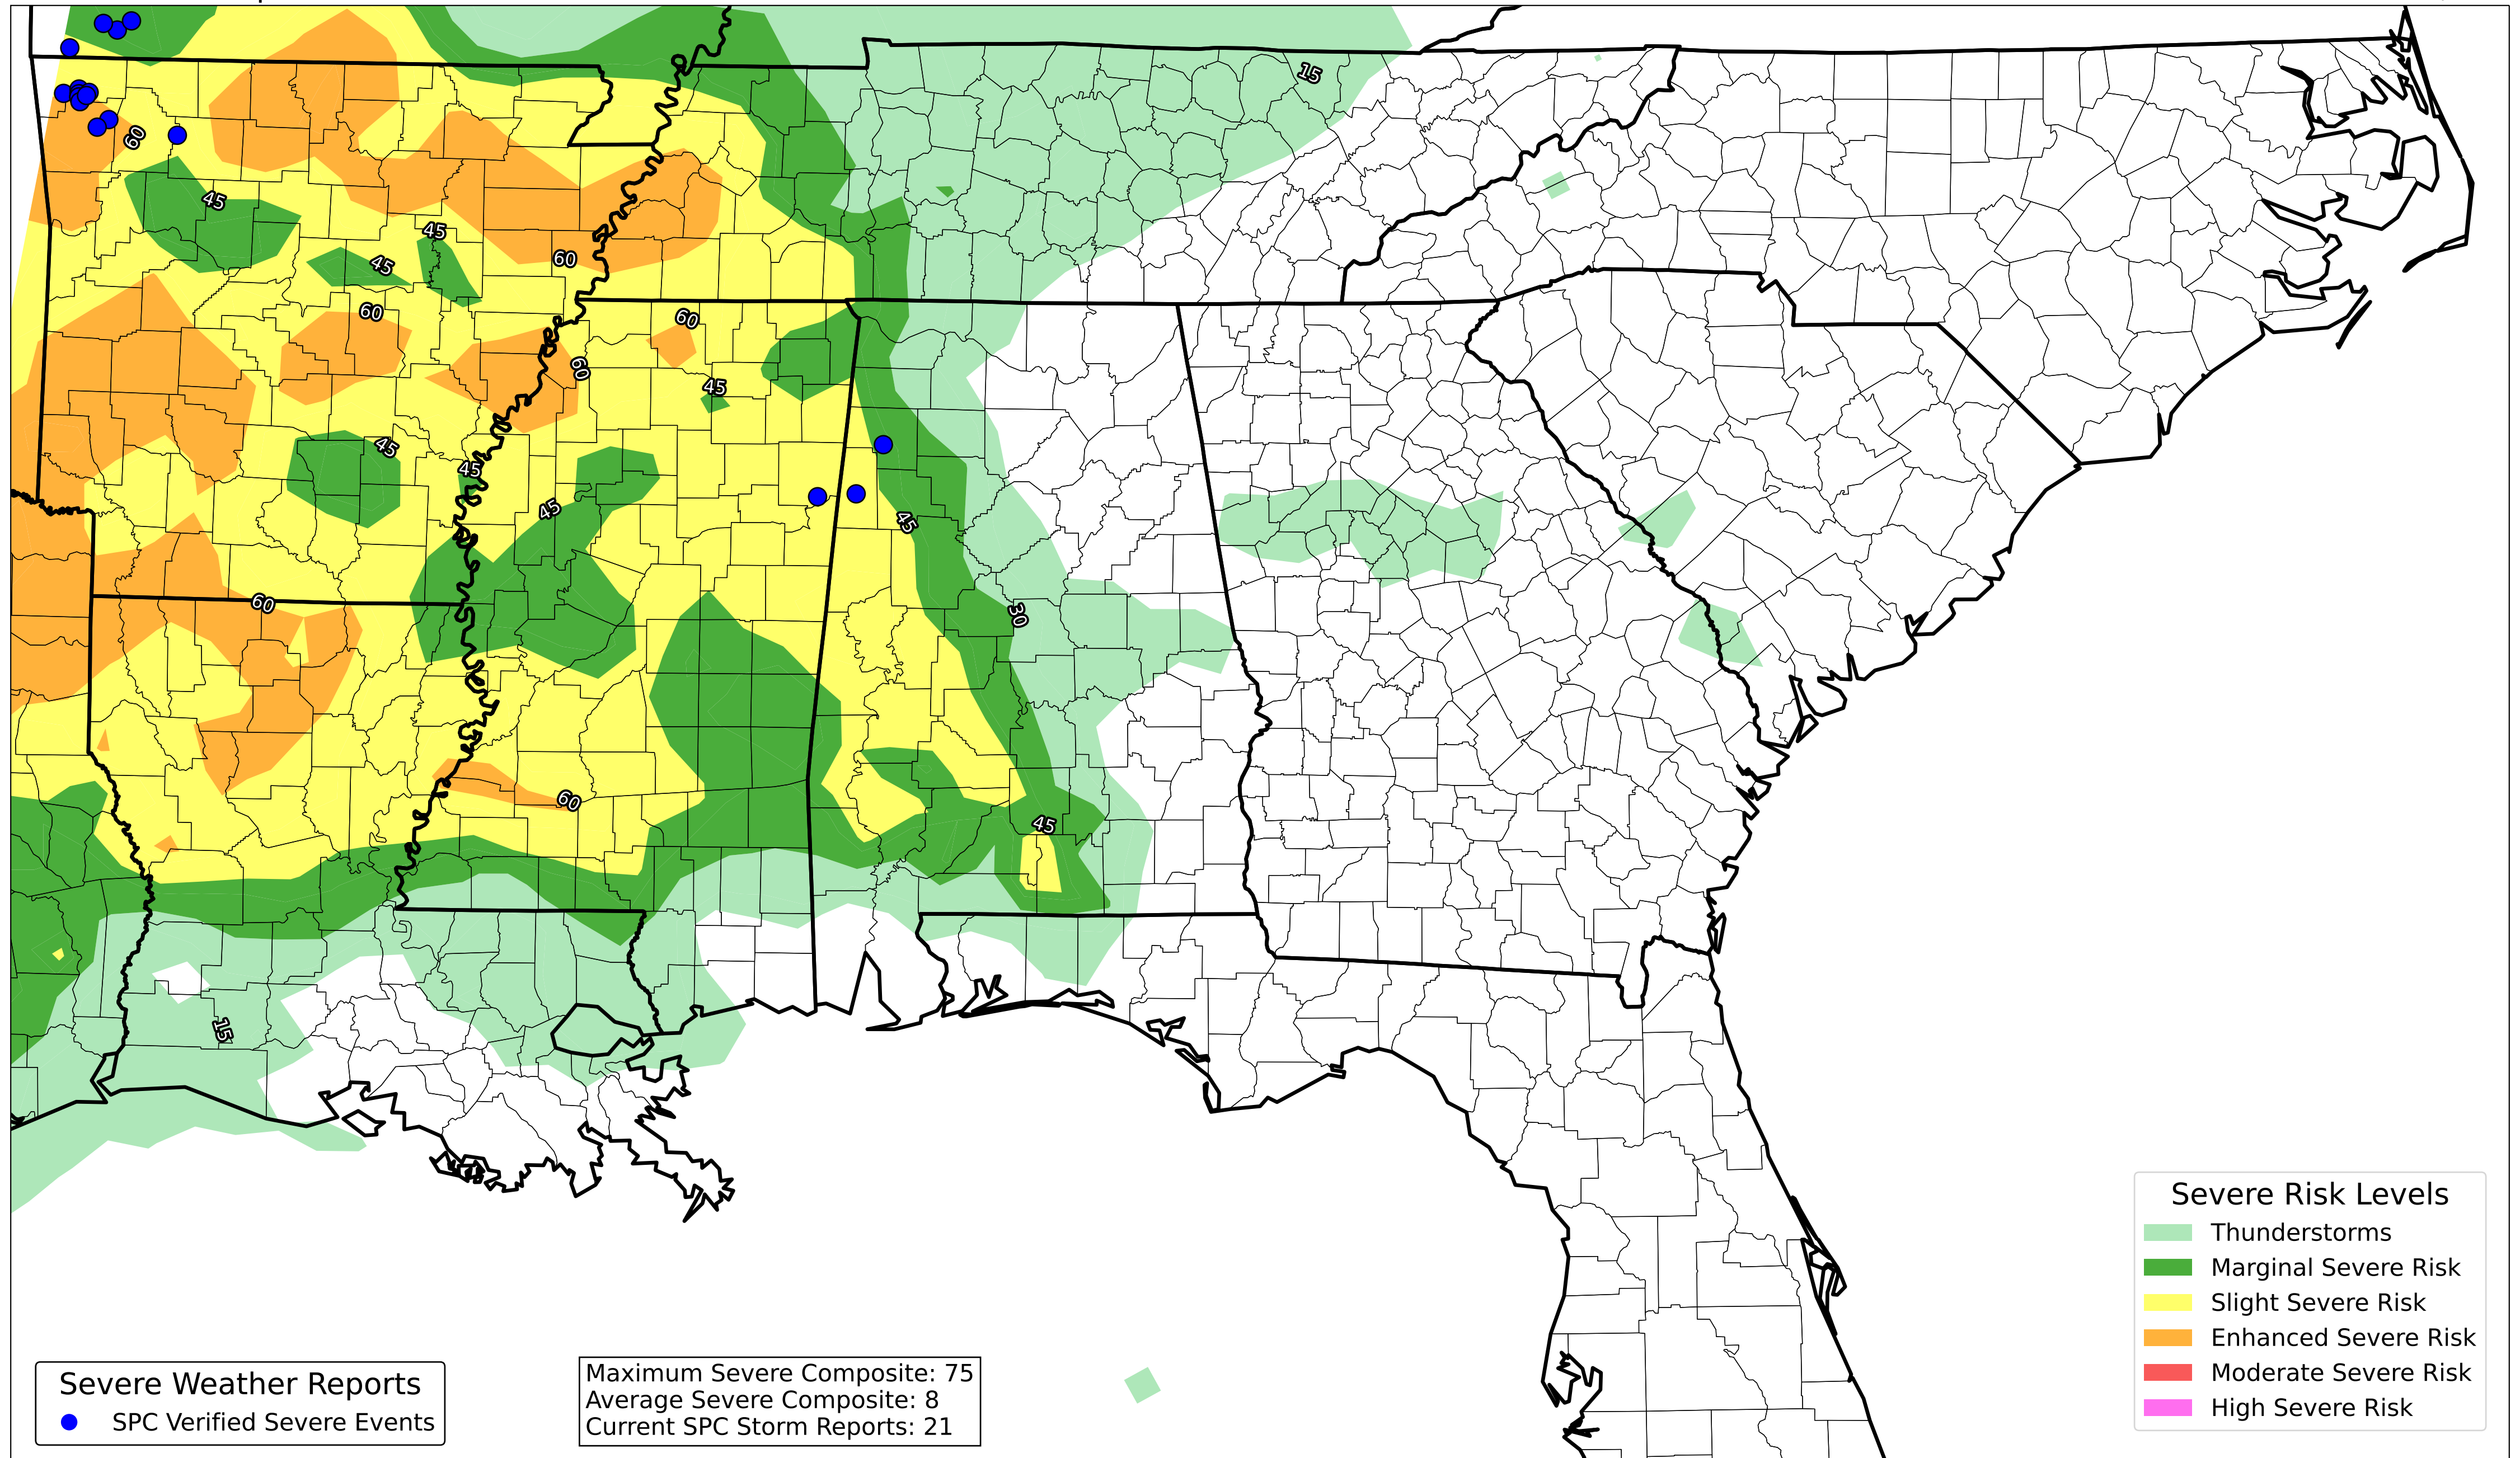 15
60
45
45
45
60
60
60
60
45
45
45
45
45
60
30
60
45
15
Severe Risk Levels
Thunderstorms
Marginal Severe Risk
Slight Severe Risk
Enhanced Severe Risk
Moderate Severe Risk
High Severe Risk
Severe Weather Reports
SPC Verified Severe Events
Maximum Severe Composite: 75
Average Severe Composite: 8
Current SPC Storm Reports: 21